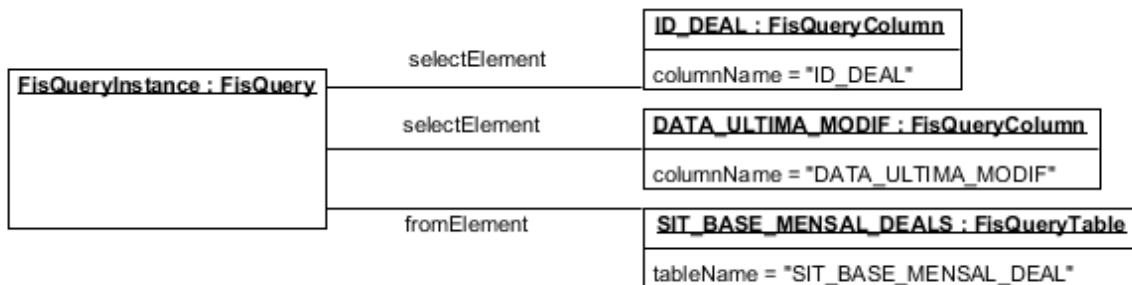 ID_DEAL : FisQueryColumn
selectElement
columnName = "ID_DEAL"
FisQueryInstance : FisQuery
selectElement
DATA_ULTIMA_MODIF : FisQueryColumn
columnName = "DATA_ULTIMA_MODIF"
fromElement
SIT_BASE_MENSAL_DEALS : FisQueryTable
tableName = "SIT_BASE_MENSAL_DEAL"